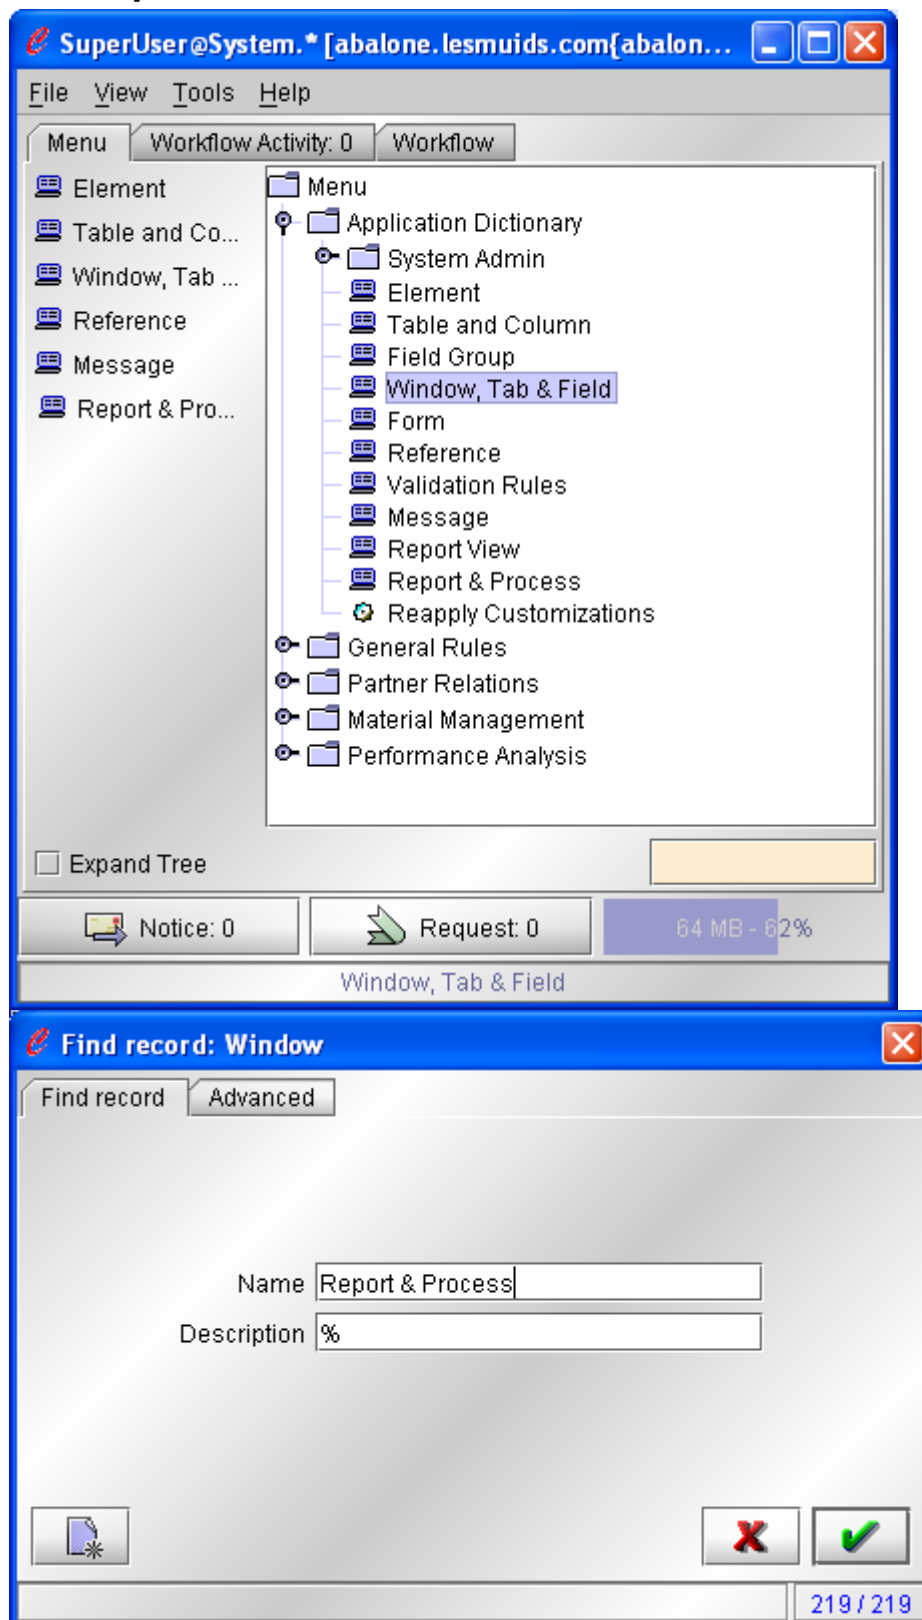 SuperUser@System.* [abalone.lesmuids.com{abalon...
File View Tools Help
Menu Workflow Activity: 0 Workflow
Element
Table and Co...
Window, Tab ...
Reference
Message
Report & Pro...
Menu
Application Dictionary
System Admin
Element
Table and Column
Field Group
Window, Tab & Field
Form
Reference
Validation Rules
Message
Report View
Report & Process
Reapply Customizations
General Rules
Partner Relations
Material Management
Performance Analysis
Expand Tree
Notice: 0 Request: 0 64 MB - 62%
Window, Tab & Field
Find record: Window
Find record Advanced
Name Report & Process
Description %
219 / 219